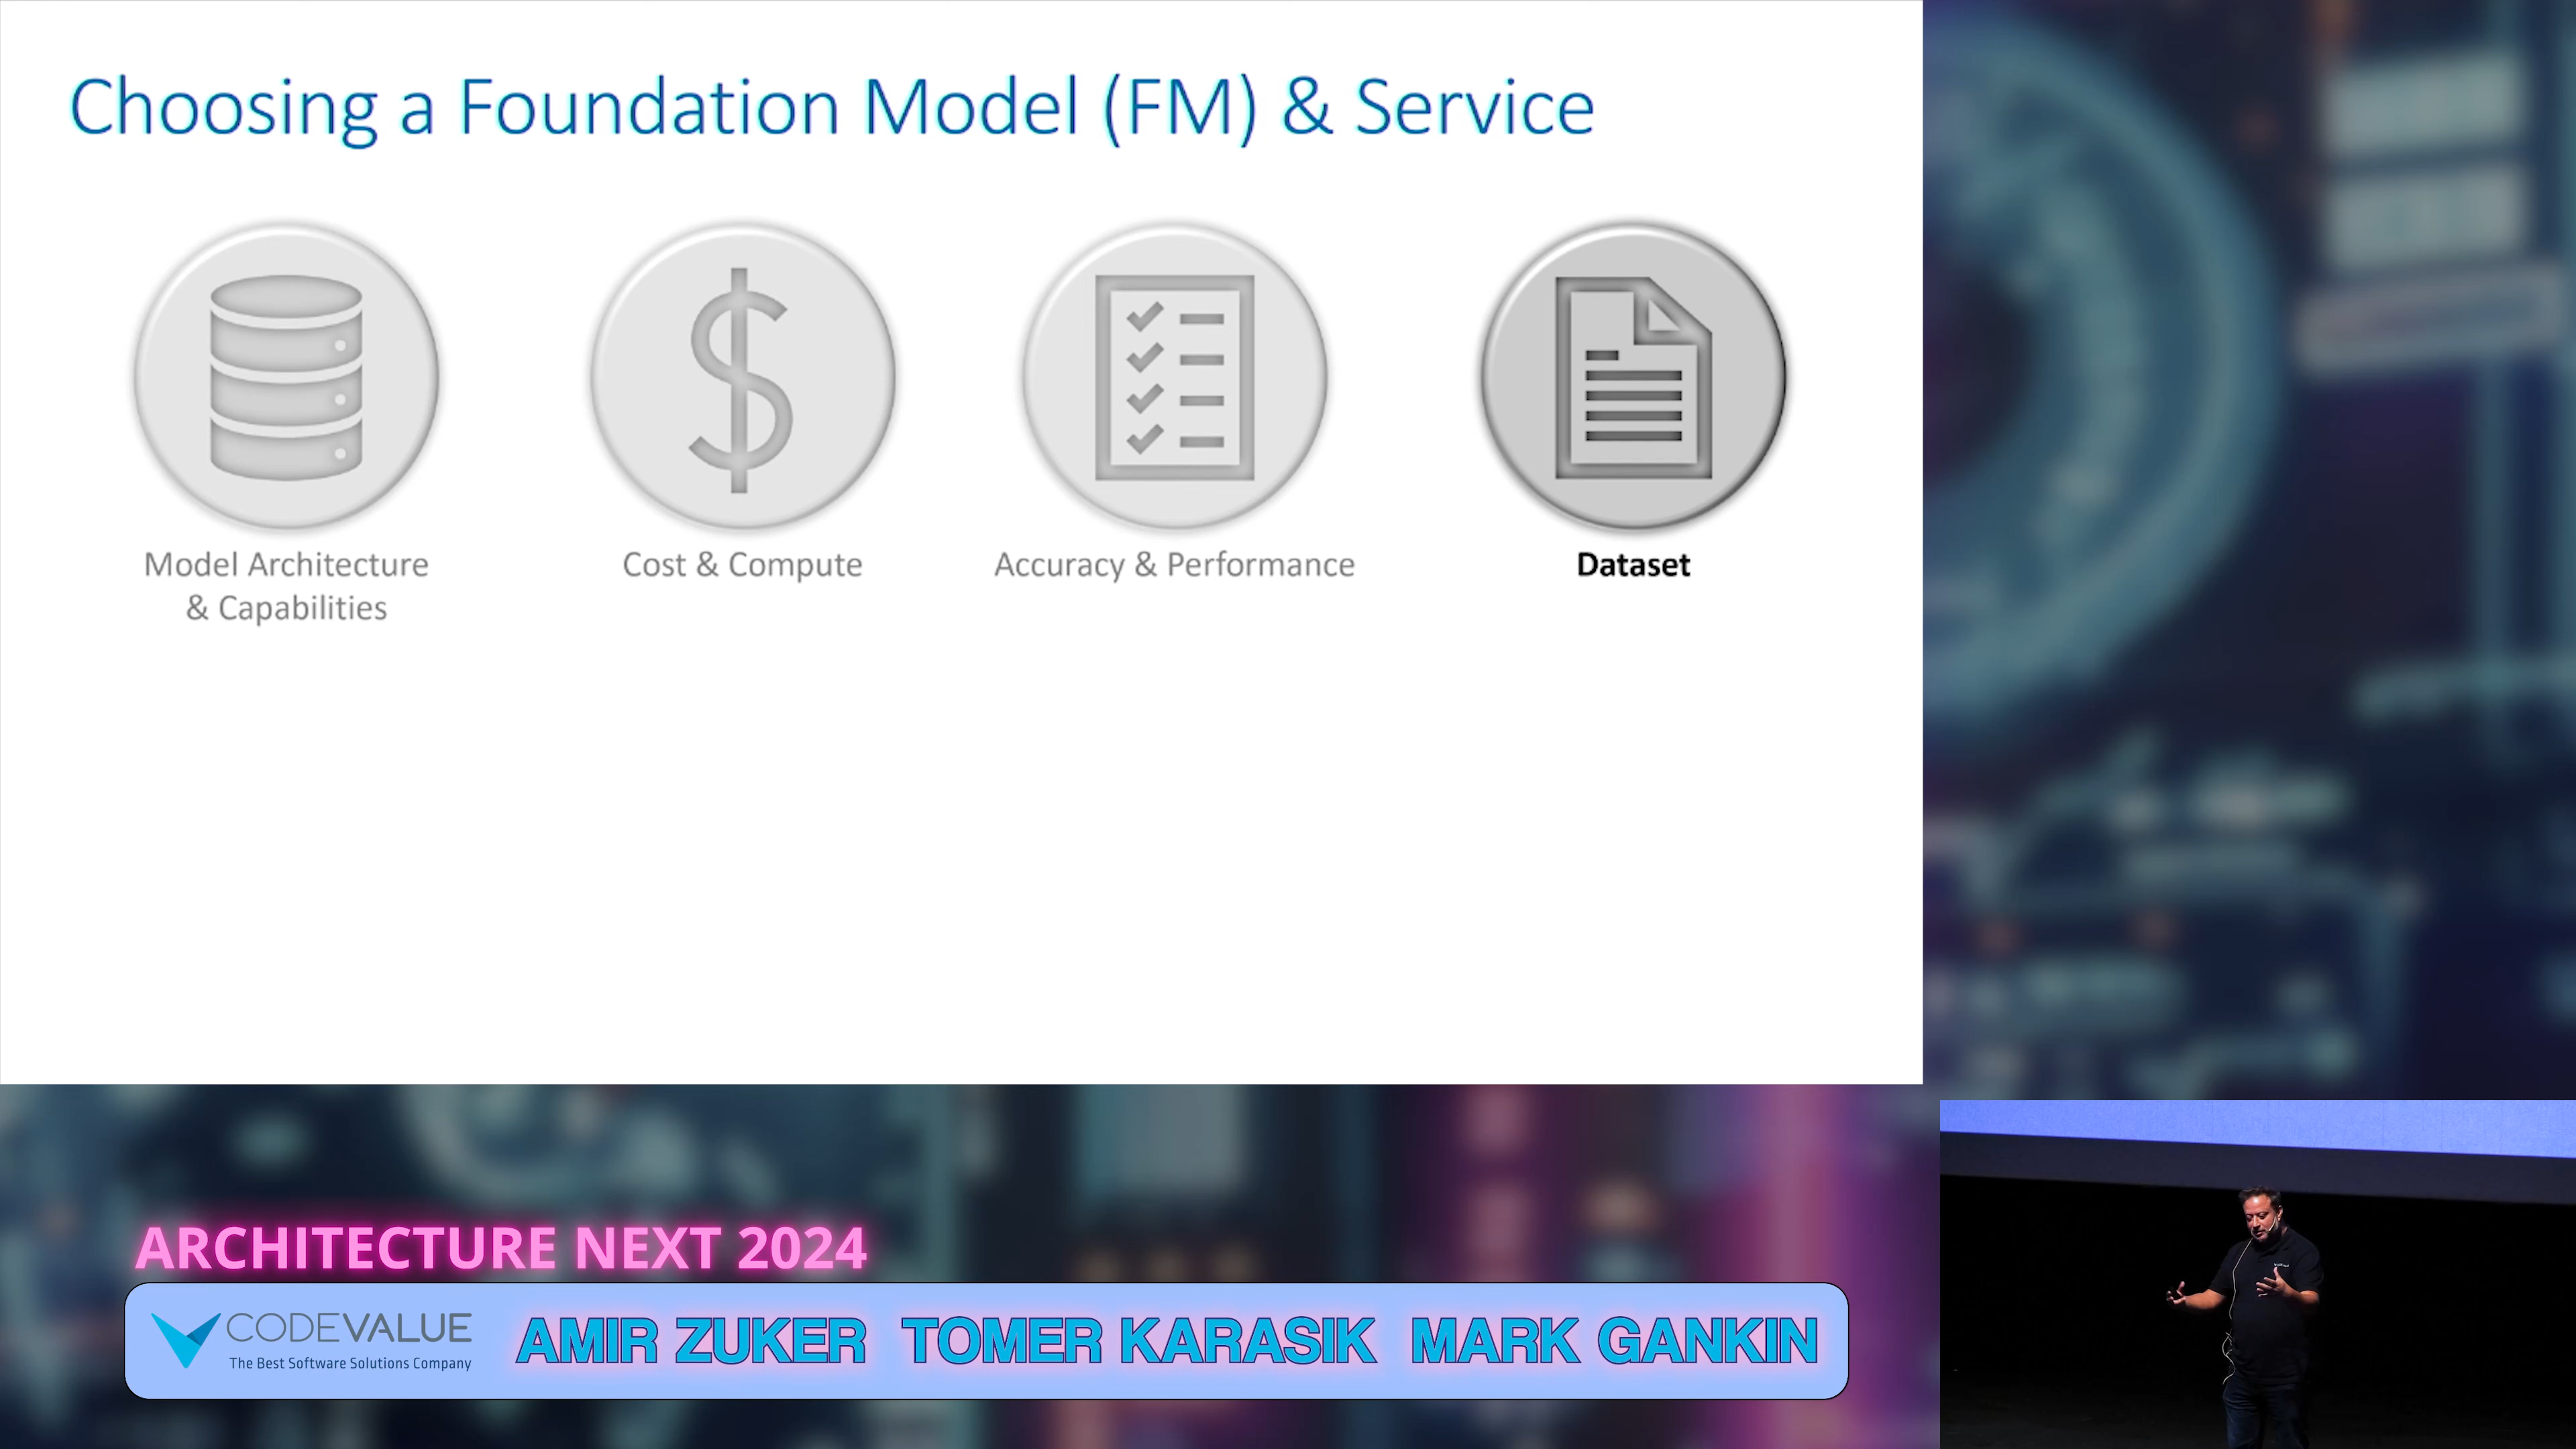 Choosing a Foundation Model (FM) & Service
Model Architecture
& Capabilities
Cost & Compute
Accuracy & Performance
Dataset
ARCHITECTURE NEXT 2024
CODEVALUE
The Best Software Solutions Company
AMIR ZUKER TOMER KARASIK MARK GANKIN